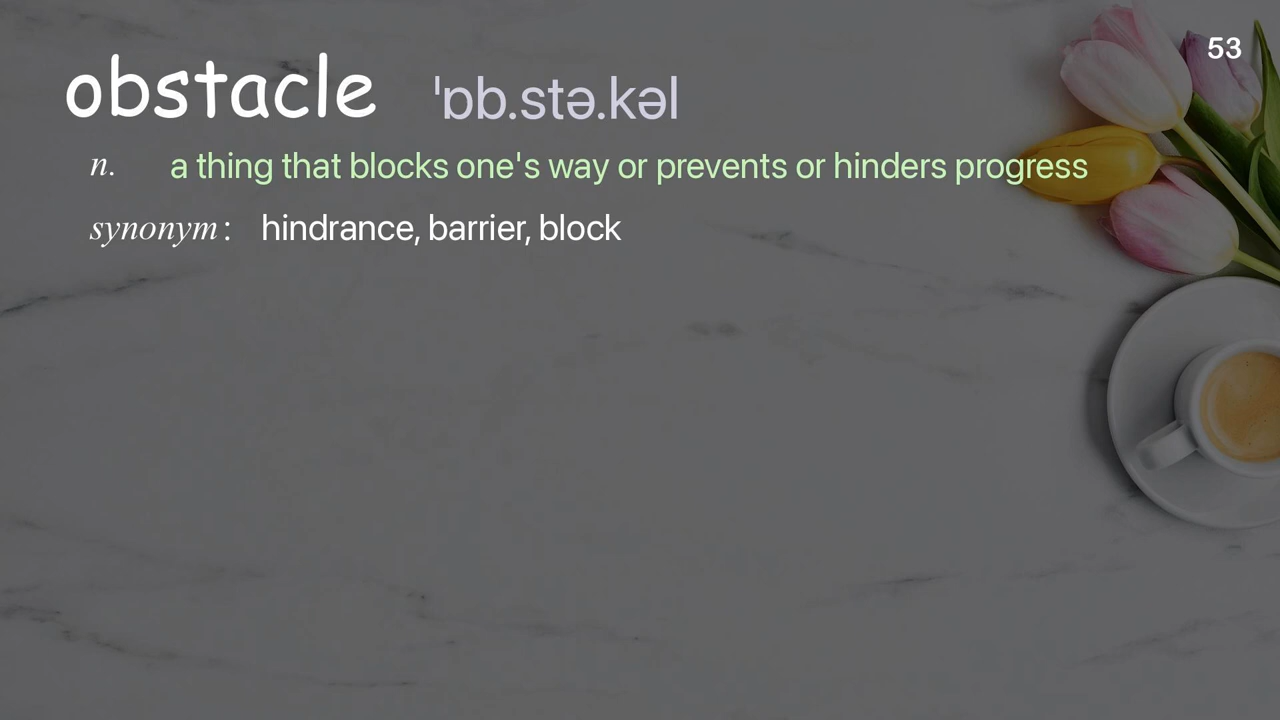 53
obstacle ˈɒb.stə.kəl
n. a thing that blocks one's way or prevents or hinders progress
synonym: hindrance, barrier, block